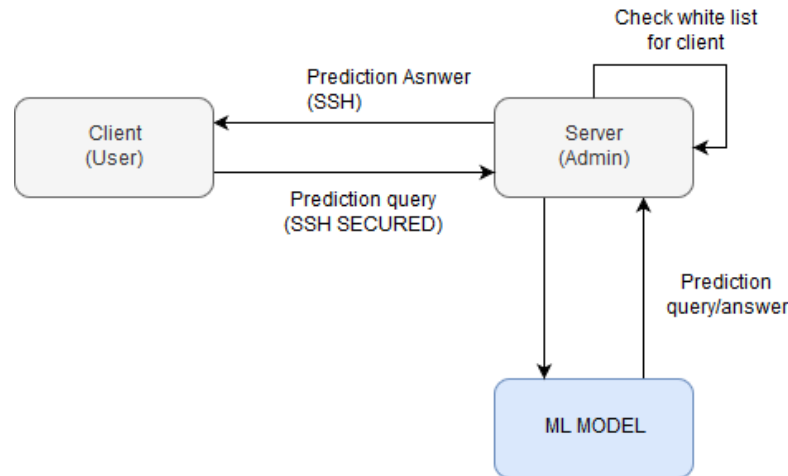 Check white list
for client
Prediction Asnwer
(SSH)
Client
(User)
Server
(Admin)
Prediction query
(SSH SECURED)
Prediction
query/answer
ML MODEL